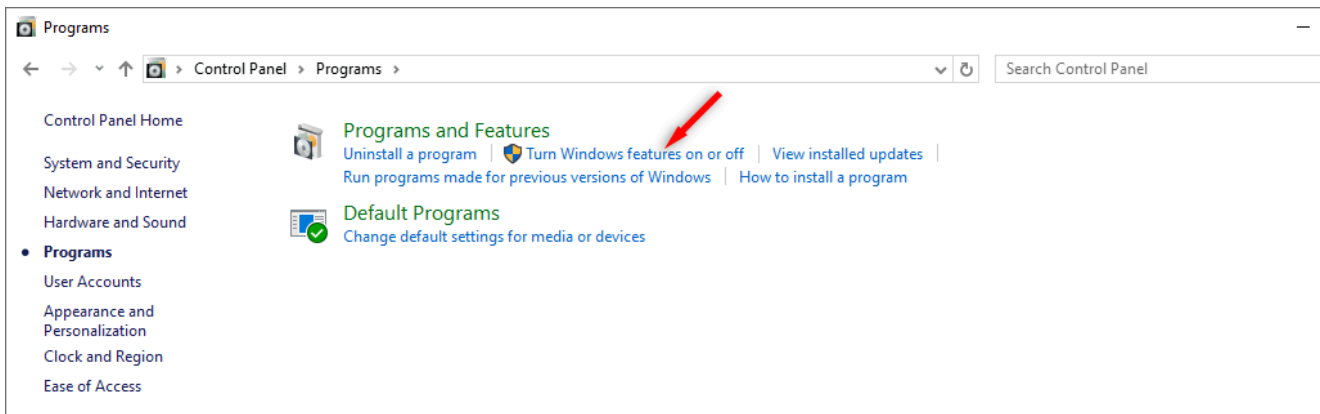 Programs
Control Panel > Programs >
Search Control Panel
Control Panel Home
System and Security
Network and Internet
Hardware and Sound
Programs
User Accounts
Appearance and
Personalization
Clock and Region
Ease of Access
Programs and Features
Uninstall a program | Turn Windows features on or off | View installed updates |
Run programs made for previous versions of Windows | How to install a program
Default Programs
Change default settings for media or devices